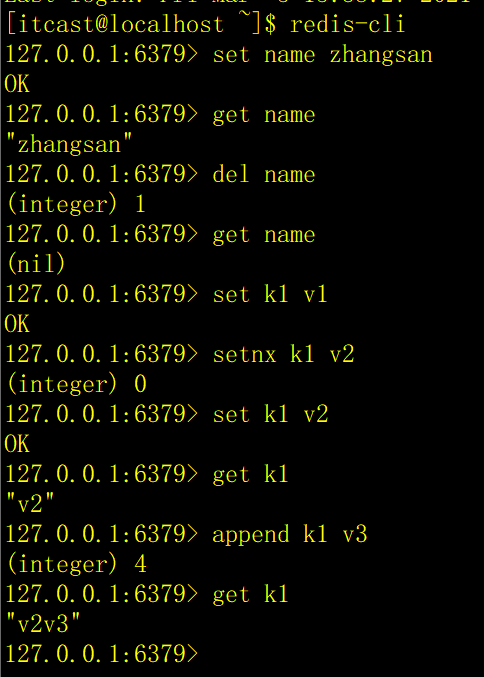 [itcast@localhost ~]$ redis-cli
127.0.0.1:6379> set name zhangsan
OK
127.0.0.1:6379> get name
"zhangsan"
127.0.0.1:6379> del name
(integer) 1
127.0.0.1:6379> get name
(nil)
127.0.0.1:6379> set k1 v1
OK
127.0.0.1:6379> setnx k1 v2
(integer) 0
127.0.0.1:6379> set k1 v2
OK
127.0.0.1:6379> get k1
"v2"
127.0.0.1:6379> append k1 v3
(integer) 4
127.0.0.1:6379> get k1
"v2v3"
127.0.0.1:6379>